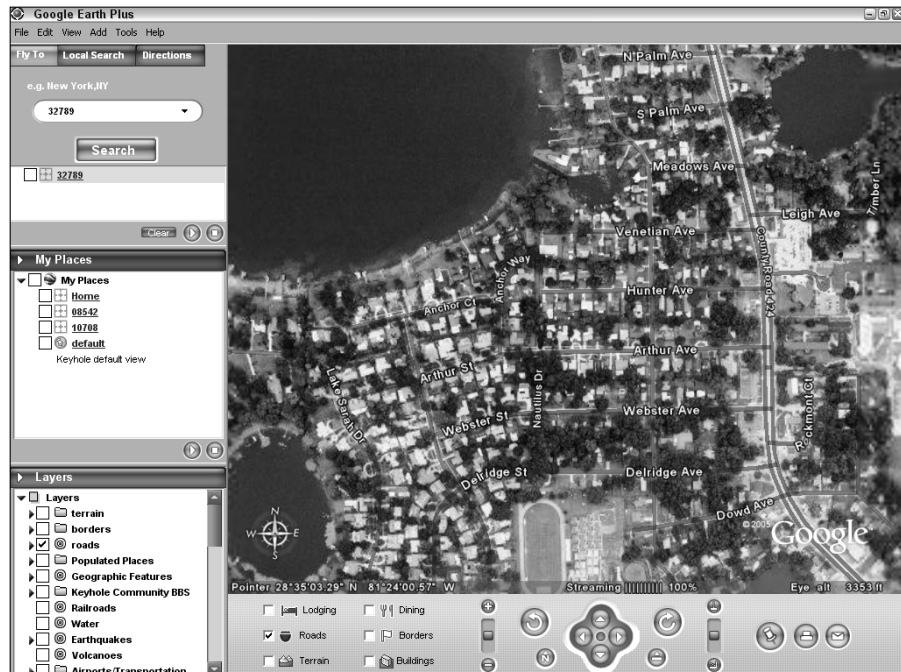 Google Earth Plus
File Edit View Add Tools Help
Fly To Local Search Directions
e.g. New York,NY
32789
Search
32789
Clear
My Places
My Places
Home
08542
10708
default
Keyhole default view
Layers
Layers
terrain
borders
roads
Populated Places
Geographic Features
Keyhole Community BBS
Railroads
Water
Earthquakes
Volcanoes
Airports/Transportation
N Palm Ave
S Palm Ave
Meadows Ave
Timber Ln
Leigh Ave
Venetian Ave
County Road 424
Anchor Way
Hunter Ave
Anchor Ct
Arthur Ave
Arthur St
Lake Sarah Dr
Nautilus Dr
Webster Ave
Webster St
Delridge St
Delridge Ave
Dowd Ave
N
W E
S
©2005
Google
Pointer 28°35'03.29" N 81°24'00.57" W Streaming |||||||||| 100% Eye alt 3353 ft
Lodging Dining
Roads Borders
Terrain Buildings
N